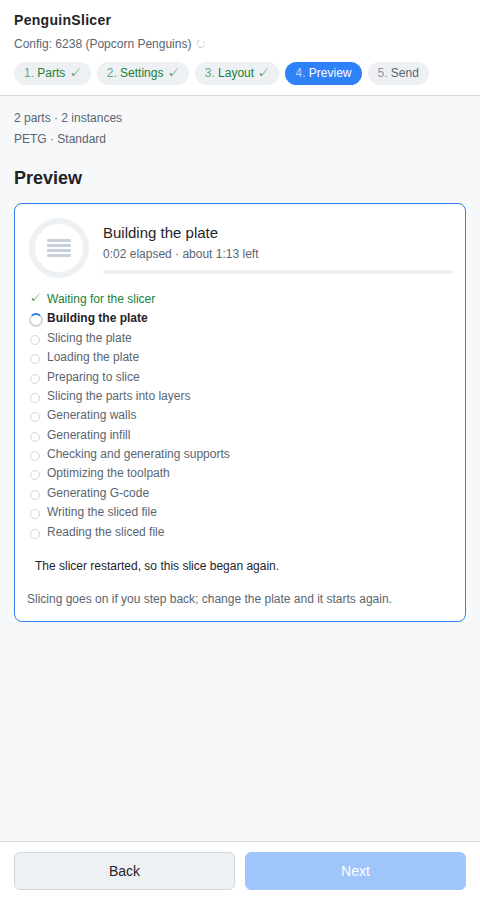 PenguinSlicer
Config: 6238 (Popcorn Penguins)
1. Parts ✓ 2. Settings ✓ 3. Layout ✓ 4. Preview 5. Send
2 parts · 2 instances
PETG · Standard
Preview
Building the plate
0:02 elapsed · about 1:13 left
✓ Waiting for the slicer
Building the plate
Slicing the plate
Loading the plate
Preparing to slice
Slicing the parts into layers
Generating walls
Generating infill
Checking and generating supports
Optimizing the toolpath
Generating G-code
Writing the sliced file
Reading the sliced file
The slicer restarted, so this slice began again.
Slicing goes on if you step back; change the plate and it starts again.
Back Next